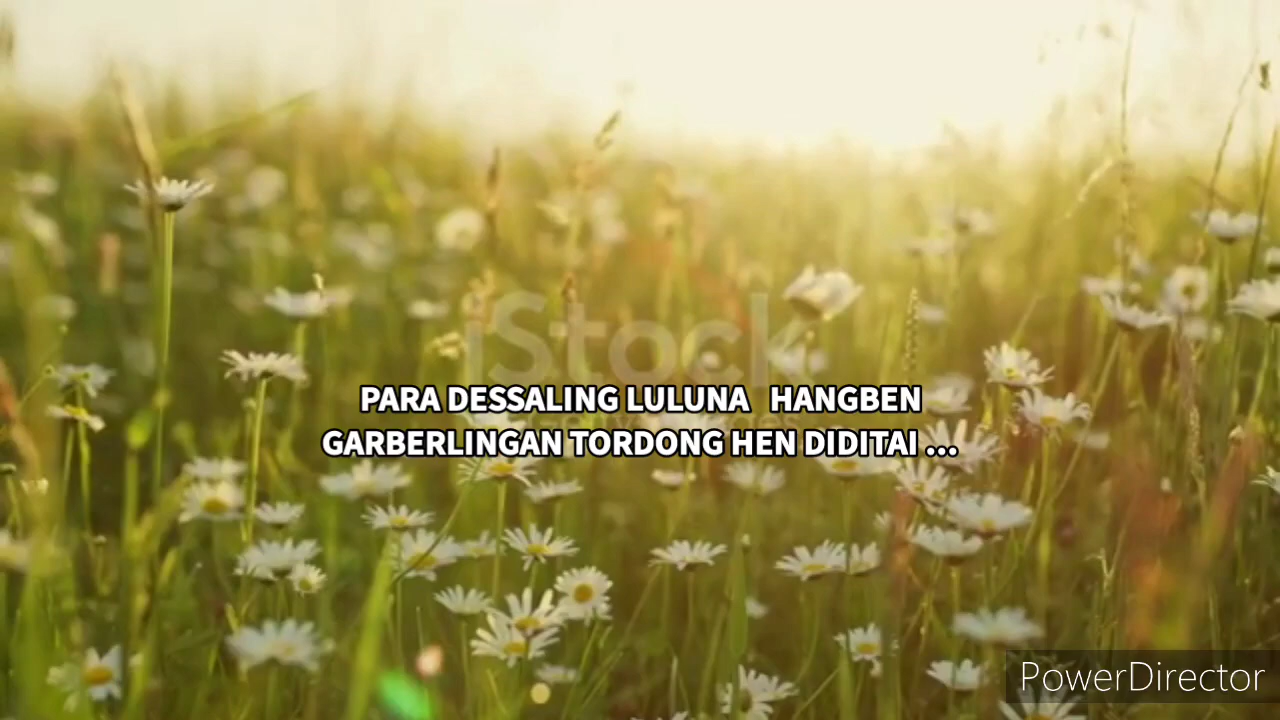 iStock
PARA DESSALING LULUNA HANGBEN
GARBERLINGAN TORDONG HEN DIDITAI ...
PowerDirector